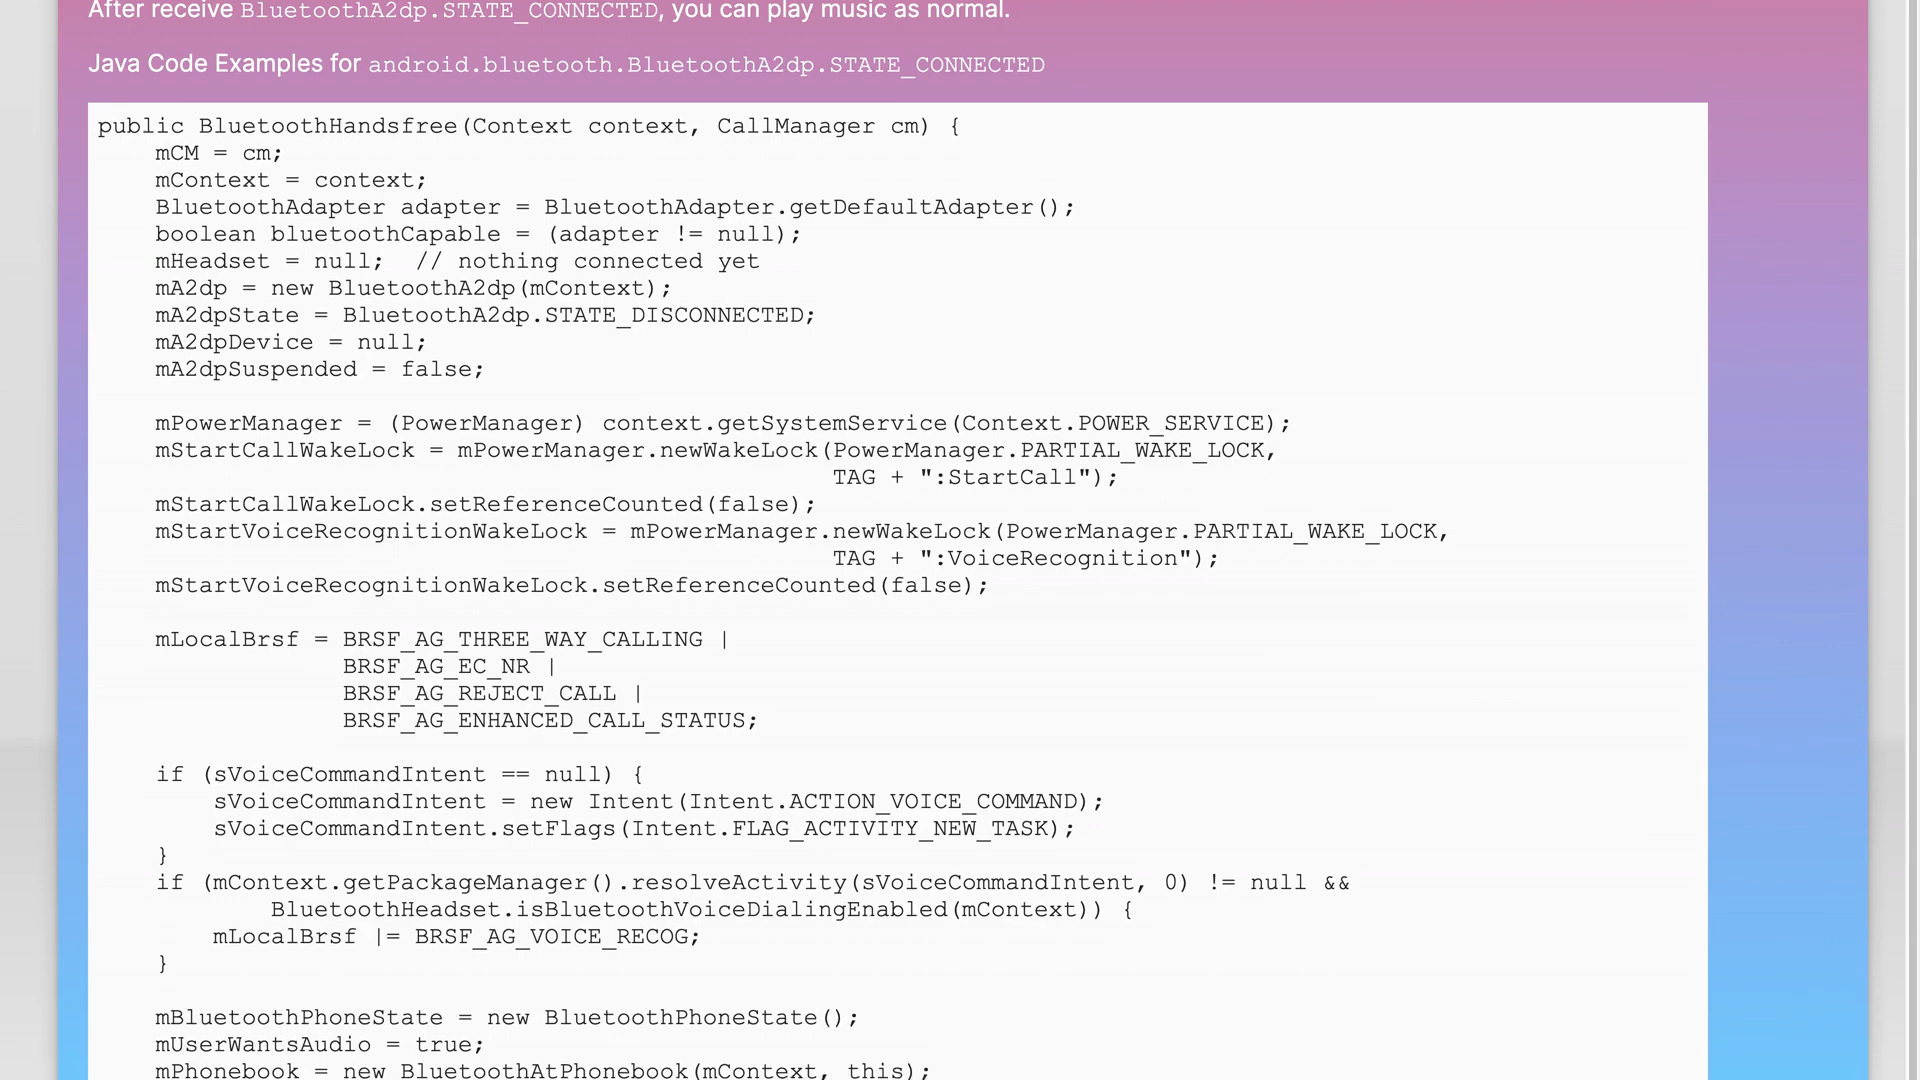 After receive BluetoothA2dp.STATE_CONNECTED, you can play music as normal.
Java Code Examples for android.bluetooth.BluetoothA2dp.STATE_CONNECTED
public BluetoothHandsfree(Context context, CallManager cm) {
    mCM = cm;
    mContext = context;
    BluetoothAdapter adapter = BluetoothAdapter.getDefaultAdapter();
    boolean bluetoothCapable = (adapter != null);
    mHeadset = null;  // nothing connected yet
    mA2dp = new BluetoothA2dp(mContext);
    mA2dpState = BluetoothA2dp.STATE_DISCONNECTED;
    mA2dpDevice = null;
    mA2dpSuspended = false;

    mPowerManager = (PowerManager) context.getSystemService(Context.POWER_SERVICE);
    mStartCallWakeLock = mPowerManager.newWakeLock(PowerManager.PARTIAL_WAKE_LOCK,
                                                   TAG + ":StartCall");
    mStartCallWakeLock.setReferenceCounted(false);
    mStartVoiceRecognitionWakeLock = mPowerManager.newWakeLock(PowerManager.PARTIAL_WAKE_LOCK,
                                                   TAG + ":VoiceRecognition");
    mStartVoiceRecognitionWakeLock.setReferenceCounted(false);

    mLocalBrsf = BRSF_AG_THREE_WAY_CALLING |
                 BRSF_AG_EC_NR |
                 BRSF_AG_REJECT_CALL |
                 BRSF_AG_ENHANCED_CALL_STATUS;

    if (sVoiceCommandIntent == null) {
        sVoiceCommandIntent = new Intent(Intent.ACTION_VOICE_COMMAND);
        sVoiceCommandIntent.setFlags(Intent.FLAG_ACTIVITY_NEW_TASK);
    }
    if (mContext.getPackageManager().resolveActivity(sVoiceCommandIntent, 0) != null &&
            BluetoothHeadset.isBluetoothVoiceDialingEnabled(mContext)) {
        mLocalBrsf |= BRSF_AG_VOICE_RECOG;
    }

    mBluetoothPhoneState = new BluetoothPhoneState();
    mUserWantsAudio = true;
    mPhonebook = new BluetoothAtPhonebook(mContext, this);